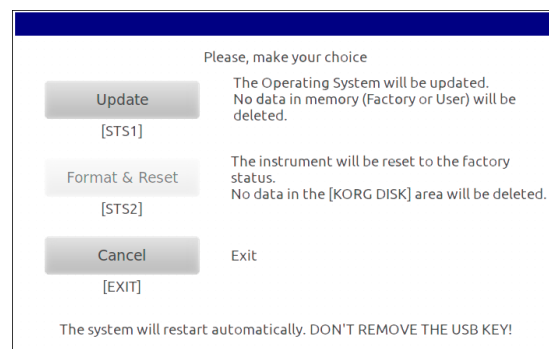 Please, make your choice
Update
[STS1]
The Operating System will be updated.
No data in memory (Factory or User) will be
deleted.
Format & Reset
[STS2]
The instrument will be reset to the factory
status.
No data in the [KORG DISK] area will be deleted.
Cancel
[EXIT]
Exit
The system will restart automatically. DON'T REMOVE THE USB KEY!